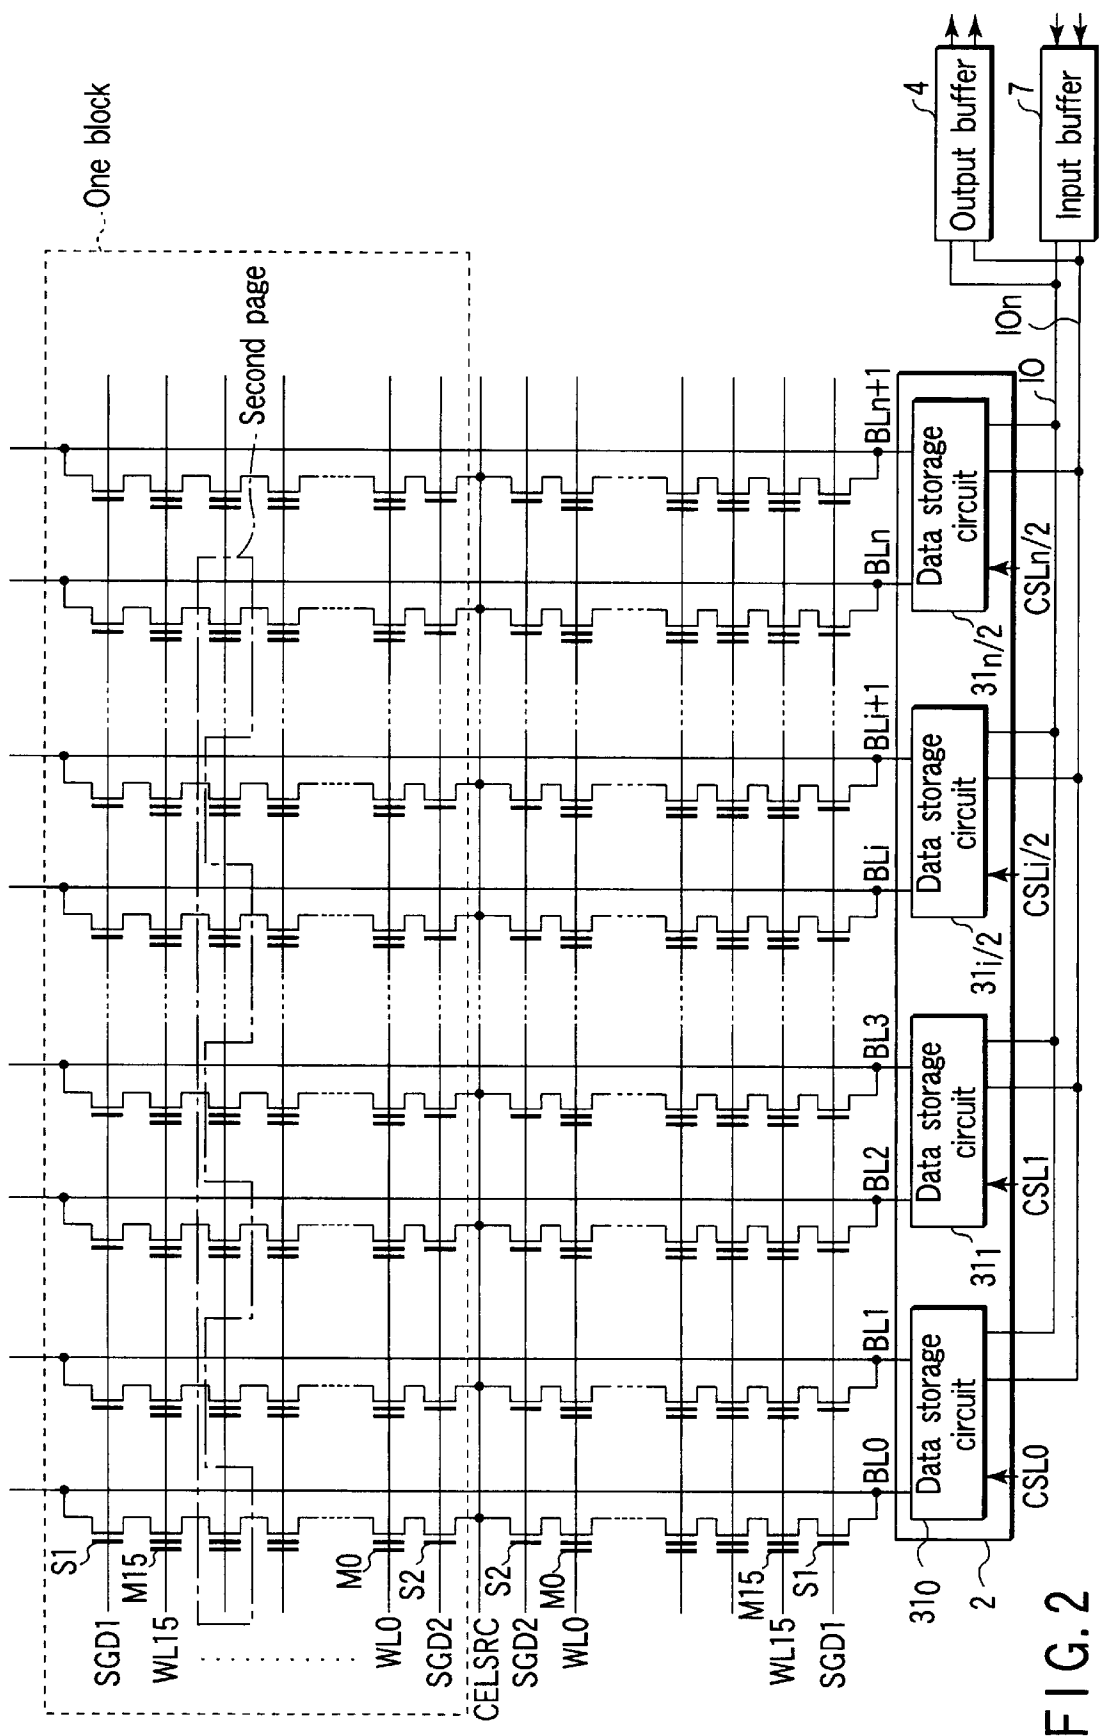 One block
Second page
S1
SGD1
M15
WL15
M0
WL0
S2
SGD2
CELSRC
S2
SGD2
M0
WL0
M15
WL15
S1
SGD1
BL0
BL1
BL2
BL3
BLi
BLi+1
BLn
BLn+1
Data storage
circuit
Data storage
circuit
Data storage
circuit
Data storage
circuit
310
311
31i/2
31n/2
2
CSL0
CSL1
CSLi/2
CSLn/2
IO
IOn
4
Output buffer
7
Input buffer
FIG. 2